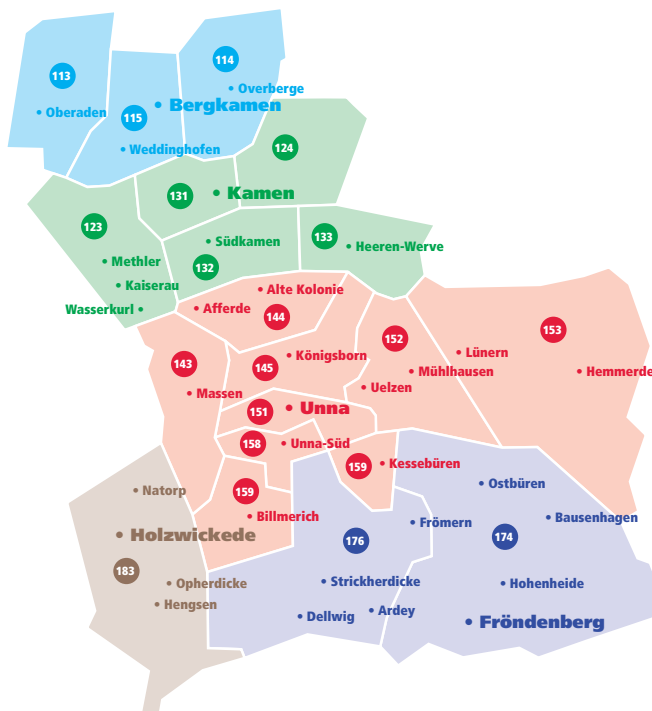 113
114
• Overberge
• Bergkamen
• Oberaden
115
• Weddinghofen
124
131
• Kamen
123
133
• Südkamen
• Heeren-Werve
• Methler
132
• Kaiserau
• Alte Kolonie
Wasserkurl •
• Afferde
144
153
152
• Lünern
• Königsborn
143
145
• Mühlhausen
• Hemmerde
• Uelzen
• Massen
151
• Unna
158
• Unna-Süd
159
• Kessebüren
• Ostbüren
• Natorp
159
• Billmerich
• Bausenhagen
• Frömern
• Holzwickede
176
174
183
• Opherdicke
• Strickherdicke
• Hohenheide
• Hengsen
• Ardey
• Dellwig
• Fröndenberg